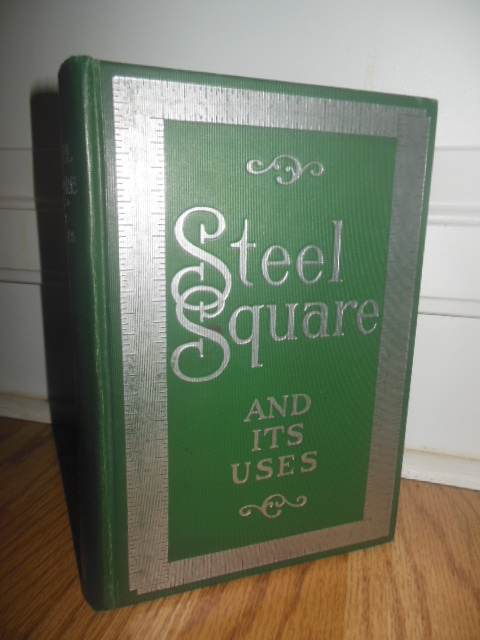 Steel
Square
AND
ITS
USES